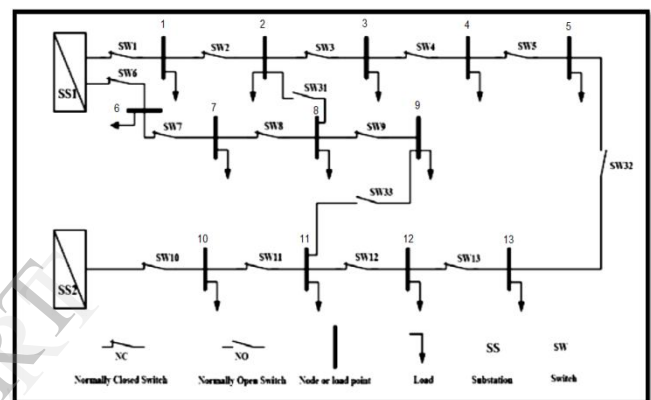 1 2 3 4 5
SW1 SW2 SW3 SW4 SW5
SW6
SS1
SW31
6 7 8 9
SW7 SW8 SW9
SW32
SW33
10 11 12 13
SW10 SW11 SW12 SW13
SS2
NC NO SS SW
Normally Closed Switch Normally Open Switch Node or load point Load Substation Switch
RT